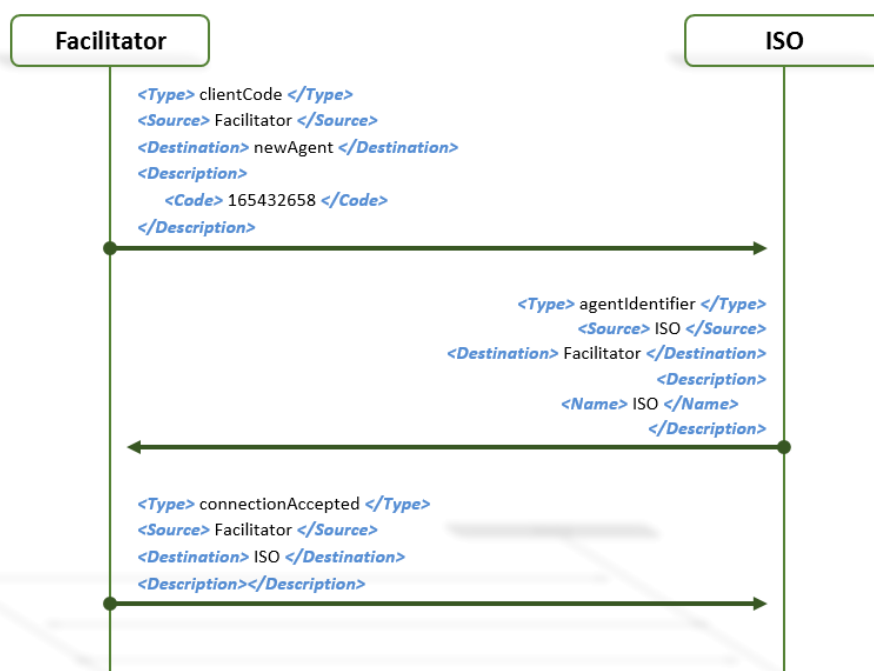 Facilitator
ISO
<Type> clientCode </Type>
<Source> Facilitator </Source>
<Destination> newAgent </Destination>
<Description>
<Code> 165432658 </Code>
</Description>
<Type> agentIdentifier </Type>
<Source> ISO </Source>
<Destination> Facilitator </Destination>
<Description>
<Name> ISO </Name>
</Description>
<Type> connectionAccepted </Type>
<Source> Facilitator </Source>
<Destination> ISO </Destination>
<Description></Description>